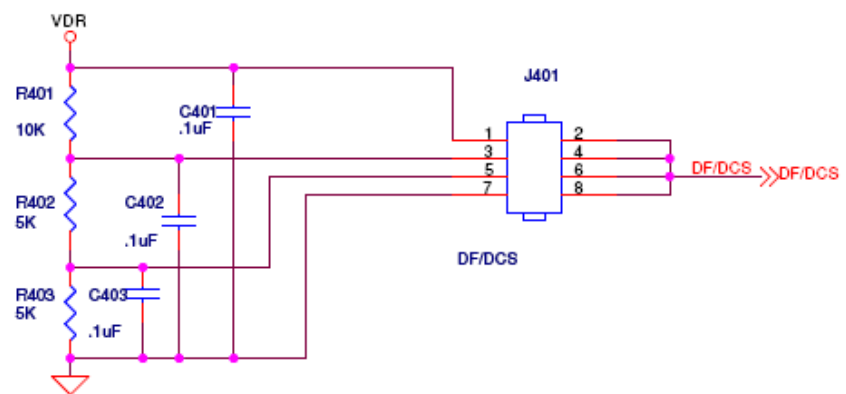 VDR
R401
10K
C401
.1uF
J401
1
2
3
4
5
6
7
8
DF/DCS
DF/DCS
R402
5K
C402
.1uF
DF/DCS
R403
5K
C403
.1uF